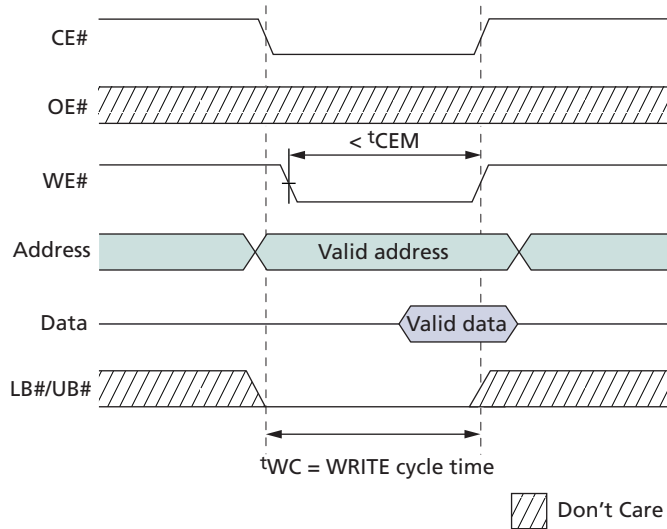 CE#
OE#
< tCEM
WE#
Address
Valid address
Data
Valid data
LB#/UB#
tWC = WRITE cycle time
Don't Care